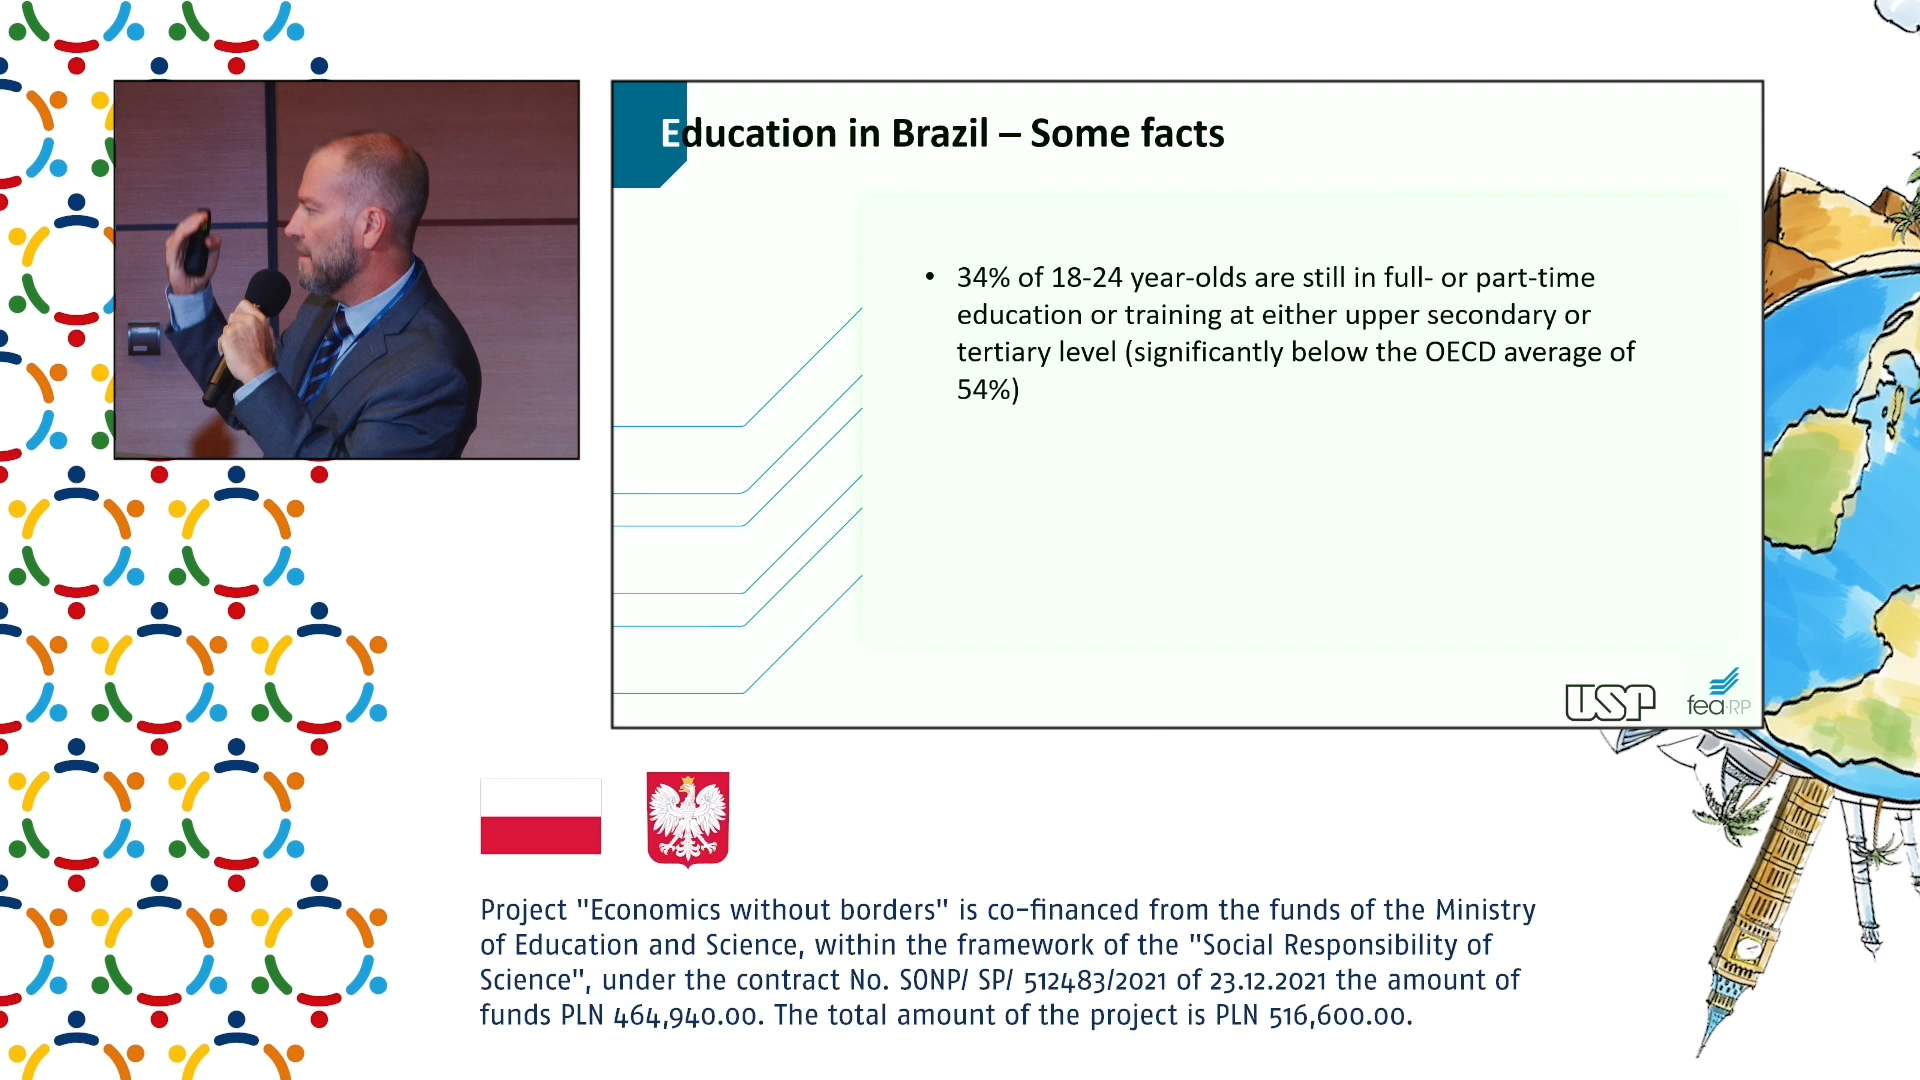 Education in Brazil – Some facts
• 34% of 18-24 year-olds are still in full- or part-time
education or training at either upper secondary or
tertiary level (significantly below the OECD average of
54%)
USP
fea·RP
Project "Economics without borders" is co-financed from the funds of the Ministry
of Education and Science, within the framework of the "Social Responsibility of
Science", under the contract No. SONP/ SP/ 512483/2021 of 23.12.2021 the amount of
funds PLN 464,940.00. The total amount of the project is PLN 516,600.00.